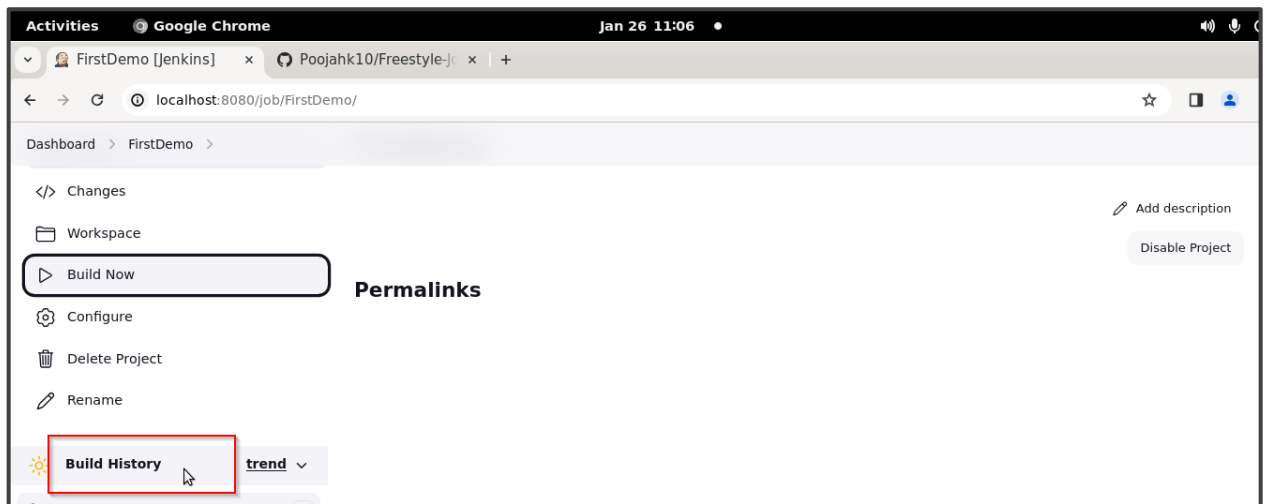 Activities Google Chrome Jan 26 11:06
FirstDemo [Jenkins] Poojahk10/Freestyle-Jo
localhost:8080/job/FirstDemo/
Dashboard FirstDemo
Changes
Add description
Workspace
Disable Project
Build Now
Permalinks
Configure
Delete Project
Rename
Build History trend